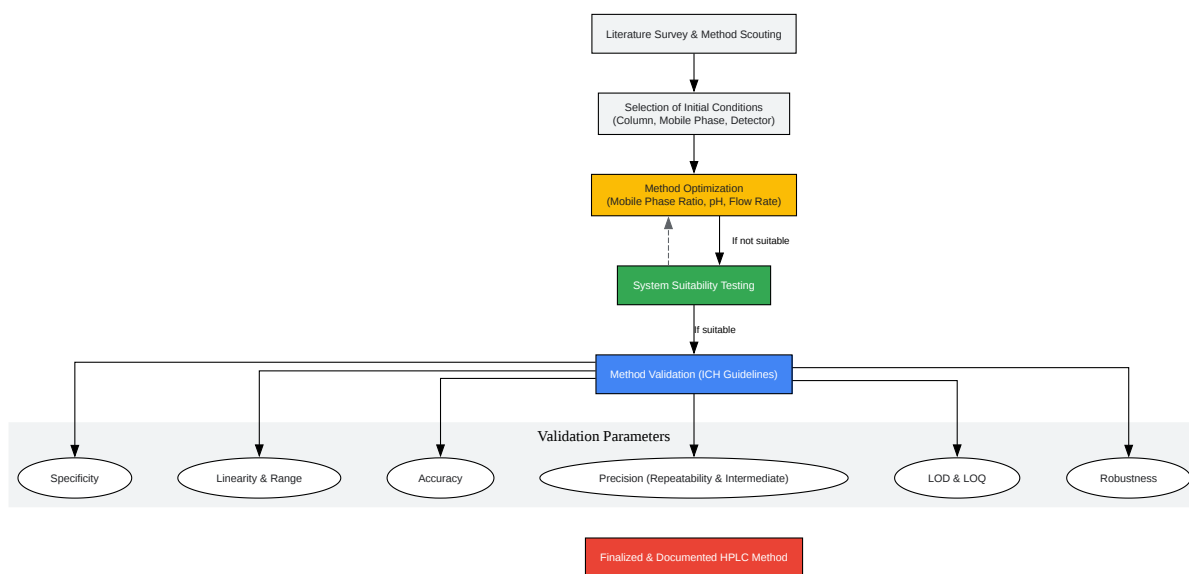 Literature Survey & Method Scouting
Selection of Initial Conditions
(Column, Mobile Phase, Detector)
Method Optimization
(Mobile Phase Ratio, pH, Flow Rate)
If not suitable
System Suitability Testing
If suitable
Method Validation (ICH Guidelines)
Validation Parameters
Specificity
Linearity & Range
Accuracy
Precision (Repeatability & Intermediate)
LOD & LOQ
Robustness
Finalized & Documented HPLC Method